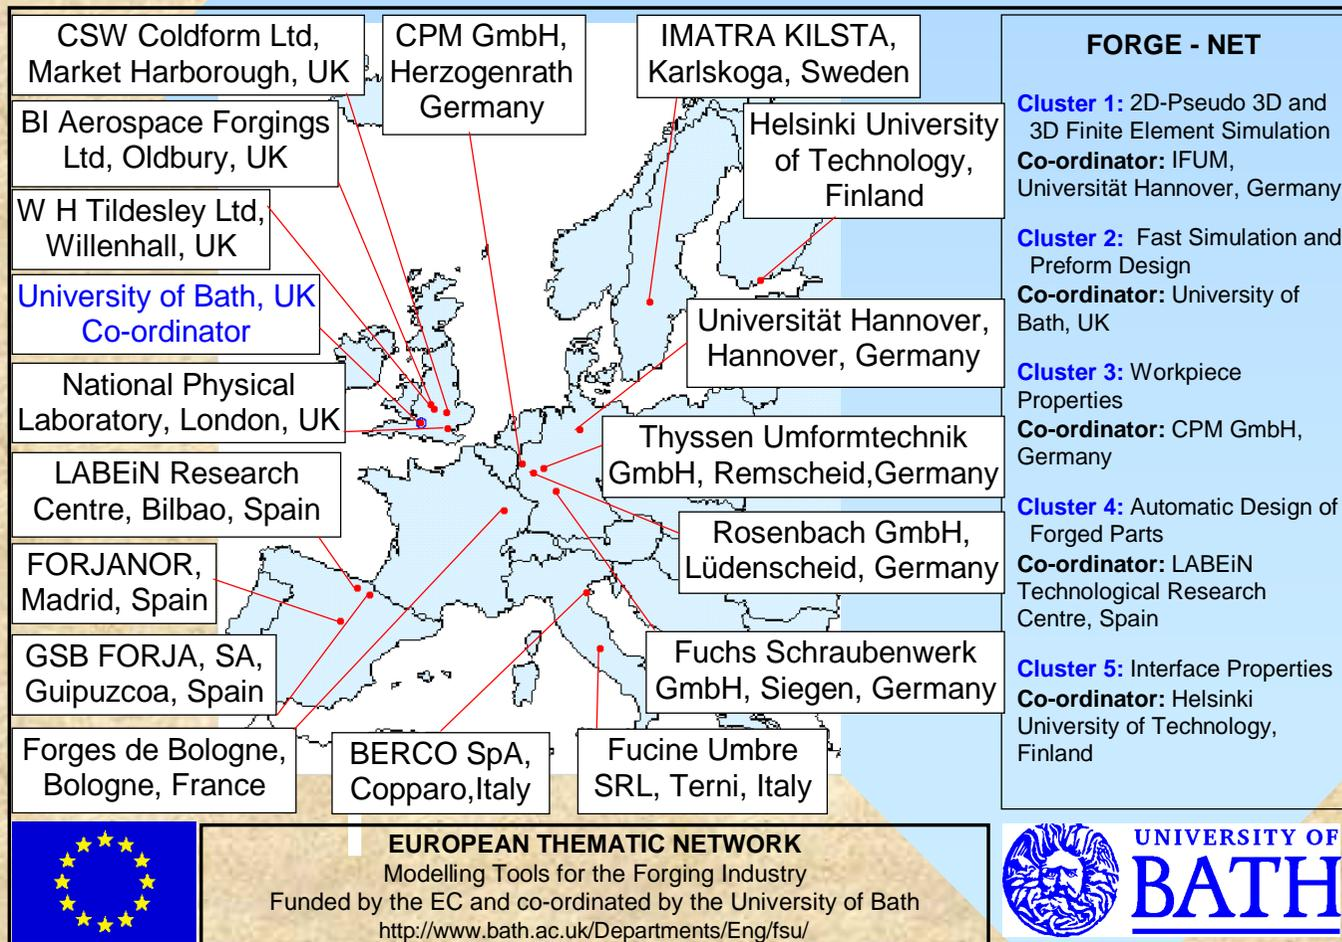 CSW Coldform Ltd,
Market Harborough, UK
BI Aerospace Forgings
Ltd, Oldbury, UK
W H Tildesley Ltd,
Willenhall, UK
University of Bath, UK
Co-ordinator
National Physical
Laboratory, London, UK
LABEiN Research
Centre, Bilbao, Spain
FORJANOR,
Madrid, Spain
GSB FORJA, SA,
Guipuzcoa, Spain
Forges de Bologne,
Bologne, France
CPM GmbH,
Herzogenrath
Germany
IMATRA KILSTA,
Karlskoga, Sweden
Helsinki University
of Technology,
Finland
Universität Hannover,
Hannover, Germany
Thyssen Umformtechnik
GmbH, Remscheid,Germany
Rosenbach GmbH,
Lüdenscheid, Germany
Fuchs Schraubenwerk
GmbH, Siegen, Germany
BERCO SpA,
Copparo,Italy
Fucine Umbre
SRL, Terni, Italy
FORGE - NET
Cluster 1: 2D-Pseudo 3D and
3D Finite Element Simulation
Co-ordinator: IFUM,
Universität Hannover, Germany
Cluster 2: Fast Simulation and
Preform Design
Co-ordinator: University of
Bath, UK
Cluster 3: Workpiece
Properties
Co-ordinator: CPM GmbH,
Germany
Cluster 4: Automatic Design of
Forged Parts
Co-ordinator: LABEiN
Technological Research
Centre, Spain
Cluster 5: Interface Properties
Co-ordinator: Helsinki
University of Technology,
Finland
EUROPEAN THEMATIC NETWORK
Modelling Tools for the Forging Industry
Funded by the EC and co-ordinated by the University of Bath
http://www.bath.ac.uk/Departments/Eng/fsu/
UNIVERSITY OF
BATH